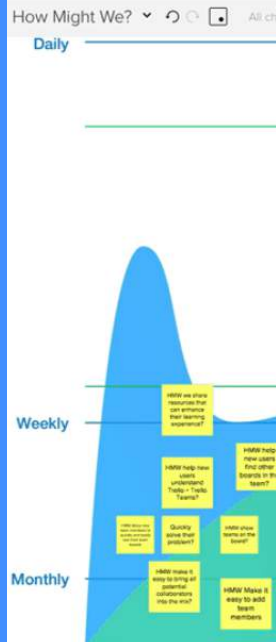 How Might We?
All ch
Daily
HMW we share
resources that
can enhance
their learning
experience?
Weekly
HMW help
new users
find other
boards in the
team?
HMW help new
users
understand
Trello - Trello
Teams?
Quickly
solve their
problem?
HMW show
teams on the
board?
Monthly
HMW make it
easy to bring all
potential
collaborators
into the mix?
HMW Make it
easy to add
team
members